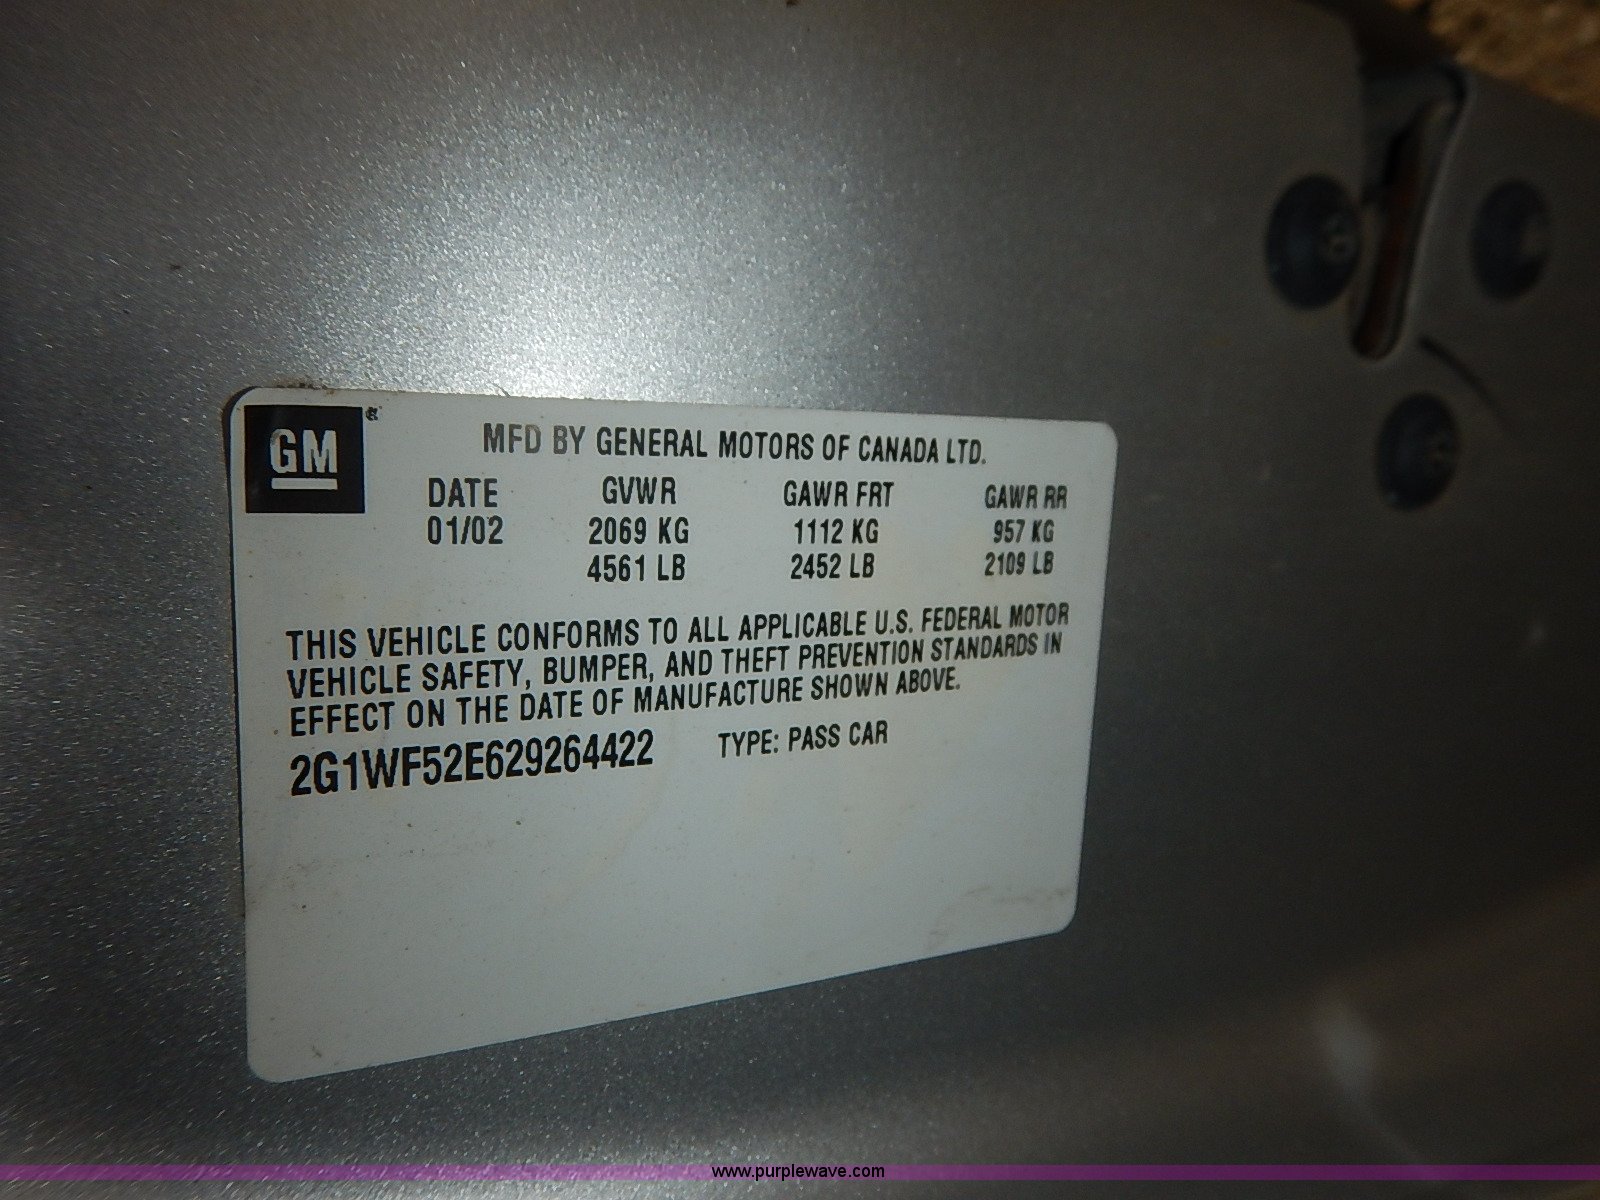 GM
MFD BY GENERAL MOTORS OF CANADA LTD.
DATE GVWR GAWR FRT GAWR RR
01/02 2069 KG 1112 KG 957 KG
4561 LB 2452 LB 2109 LB
THIS VEHICLE CONFORMS TO ALL APPLICABLE U.S. FEDERAL MOTOR
VEHICLE SAFETY, BUMPER, AND THEFT PREVENTION STANDARDS IN
EFFECT ON THE DATE OF MANUFACTURE SHOWN ABOVE.
2G1WF52E629264422 TYPE: PASS CAR
www.purplewave.com